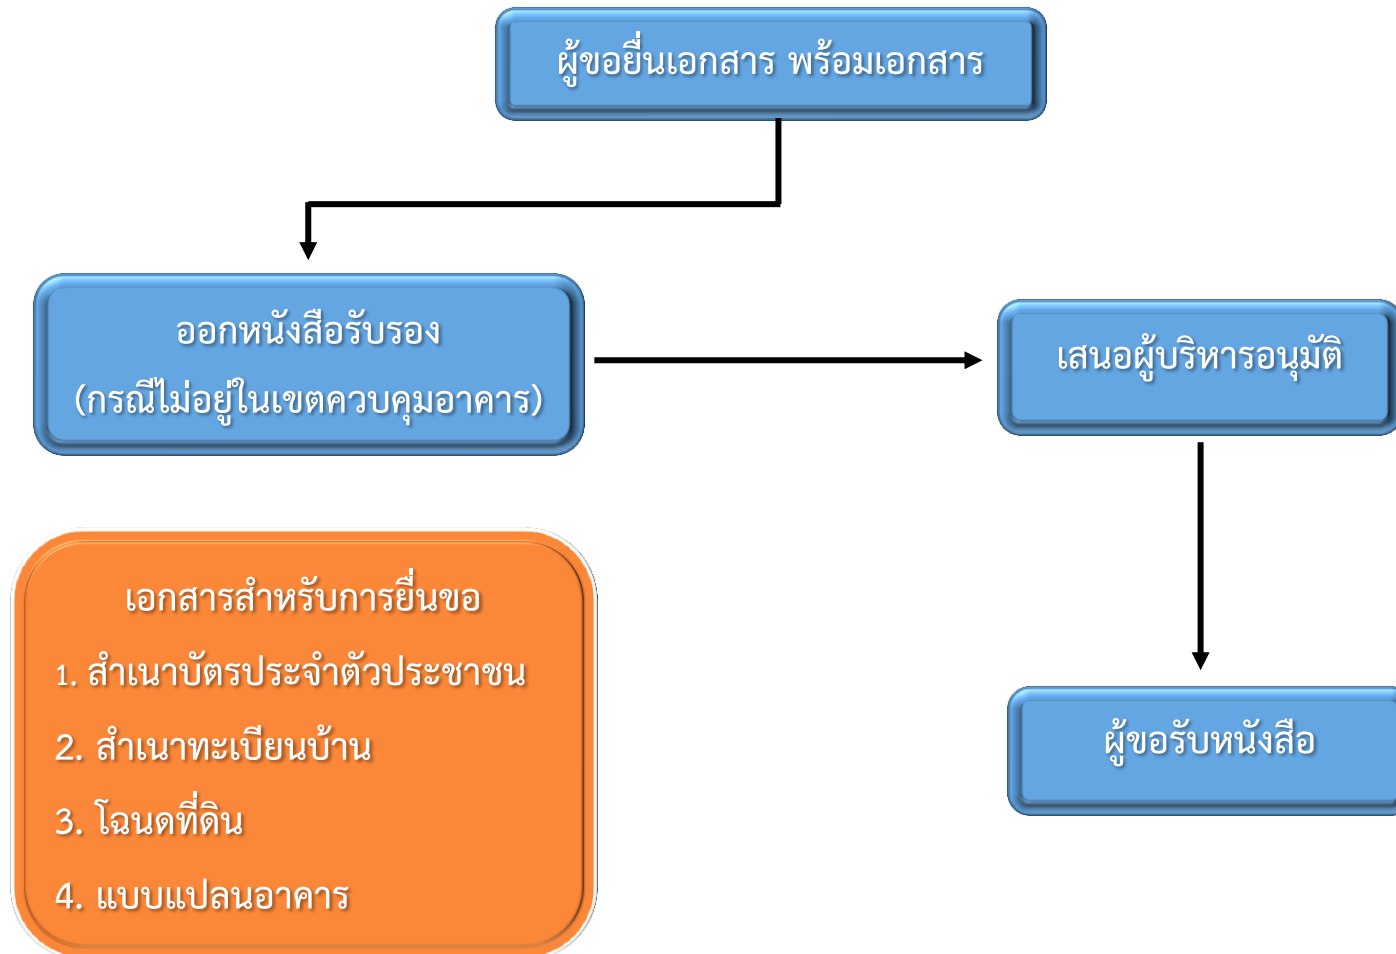 ผู้ขอยื่นเอกสาร พร้อมเอกสาร
ออกหนังสือรับรอง
(กรณีไม่อยู่ในเขตควบคุมอาคาร)
เสนอผู้บริหารอนุมัติ
เอกสารสำหรับการยื่นขอ
1. สำเนาบัตรประจำตัวประชาชน
2. สำเนาทะเบียนบ้าน
3. โฉนดที่ดิน
4. แบบแปลนอาคาร
ผู้ขอรับหนังสือ